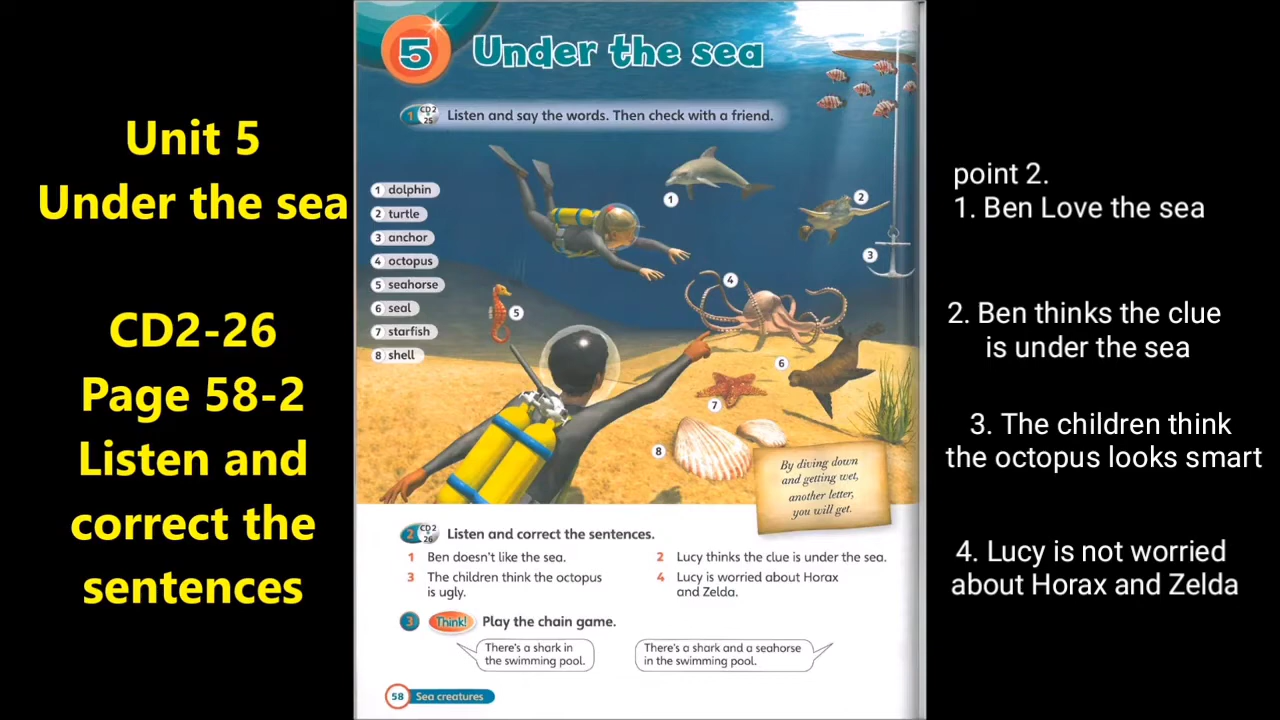 Unit 5
Under the sea
CD2-26
Page 58-2
Listen and
correct the
sentences
5 Under the sea
1 CD2 25 Listen and say the words. Then check with a friend.
1 dolphin
2 turtle
3 anchor
4 octopus
5 seahorse
6 seal
7 starfish
8 shell
1
2
3
4
5
6
7
8
By diving down
and getting wet,
another letter,
you will get.
2 CD2 26 Listen and correct the sentences.
1 Ben doesn't like the sea.
2 Lucy thinks the clue is under the sea.
3 The children think the octopus
is ugly.
4 Lucy is worried about Horax
and Zelda.
3 Think! Play the chain game.
There's a shark in
the swimming pool.
There's a shark and a seahorse
in the swimming pool.
58 Sea creatures
point 2.
1. Ben Love the sea
2. Ben thinks the clue
is under the sea
3. The children think
the octopus looks smart
4. Lucy is not worried
about Horax and Zelda